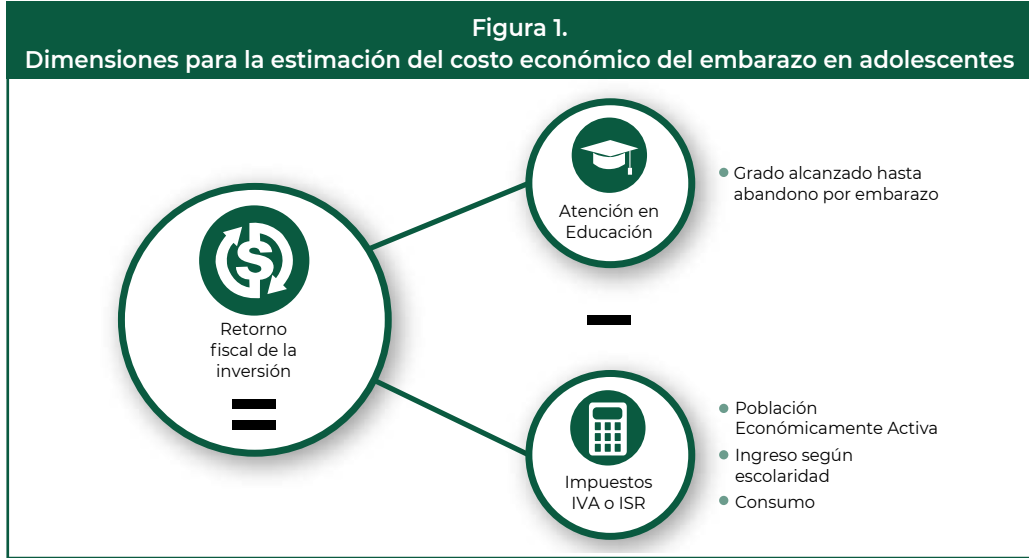 Figura 1.
Dimensiones para la estimación del costo económico del embarazo en adolescentes
Retorno
fiscal de la
inversión
=
Atención en
Educación
• Grado alcanzado hasta
abandono por embarazo
–
Impuestos
IVA o ISR
• Población
Económicamente Activa
• Ingreso según
escolaridad
• Consumo